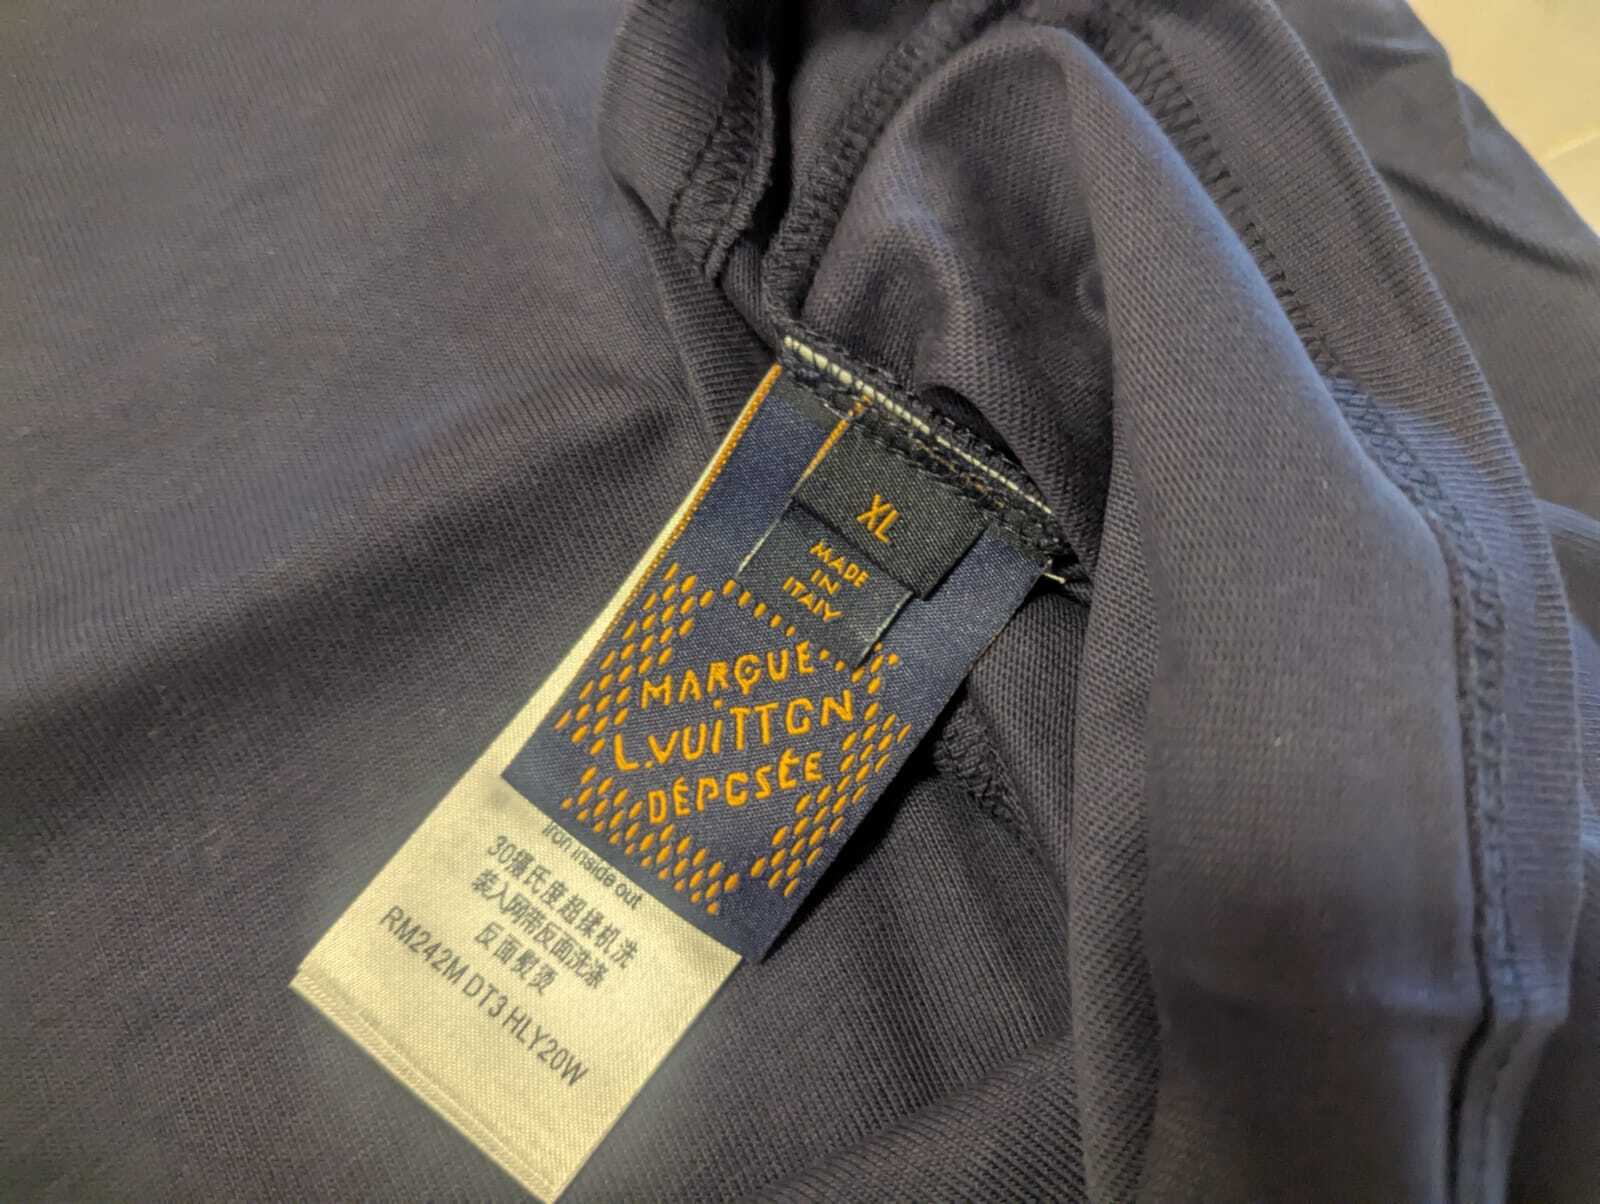 XL
MADE
IN
ITALY
MARQUE
L.VUITTON
DÉPOSÉE
Iron inside out
30摄氏度超揉机洗
装入网带反面洗涤
反面熨烫
RM242M DT3 HLY20W